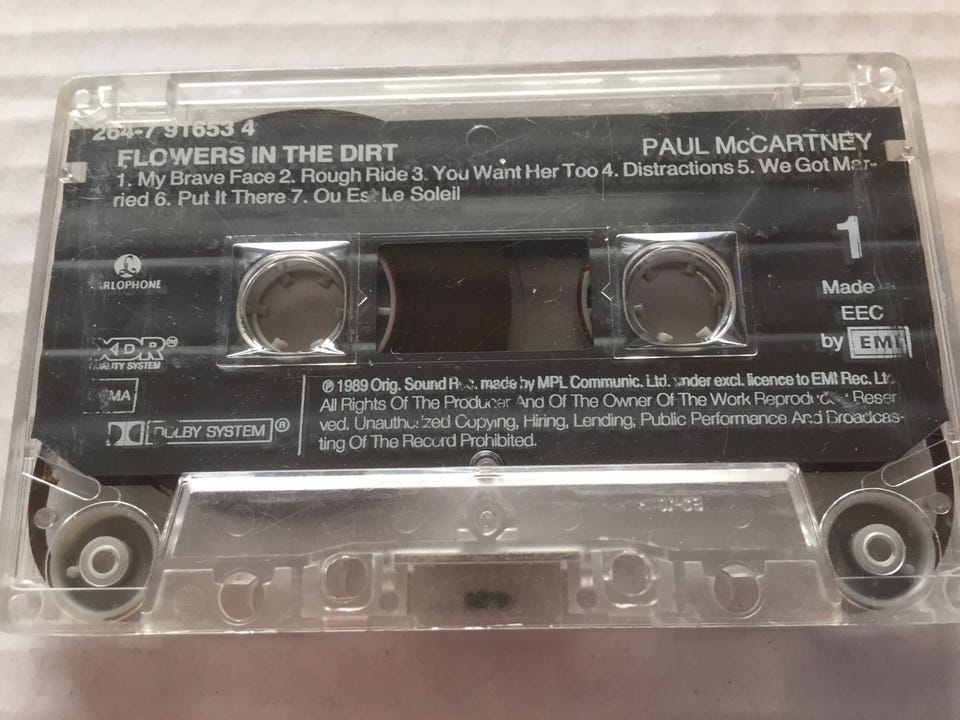 264-7 91653 4
FLOWERS IN THE DIRT
PAUL McCARTNEY
1. My Brave Face 2. Rough Ride 3. You Want Her Too 4. Distractions 5. We Got Mar-
ried 6. Put It There 7. Ou Est Le Soleil
1
PARLOPHONE
Made
EEC
by EMI
XDR™
QUALITY SYSTEM
MA
DOLBY SYSTEM®
℗ 1989 Orig. Sound Rec. made by MPL Communic. Ltd. under excl. licence to EMI Rec. Lt
All Rights Of The Producer And Of The Owner Of The Work Reproduced Reser
ved. Unauthorized Copying, Hiring, Lending, Public Performance And Broadcas-
ting Of The Record Prohibited.